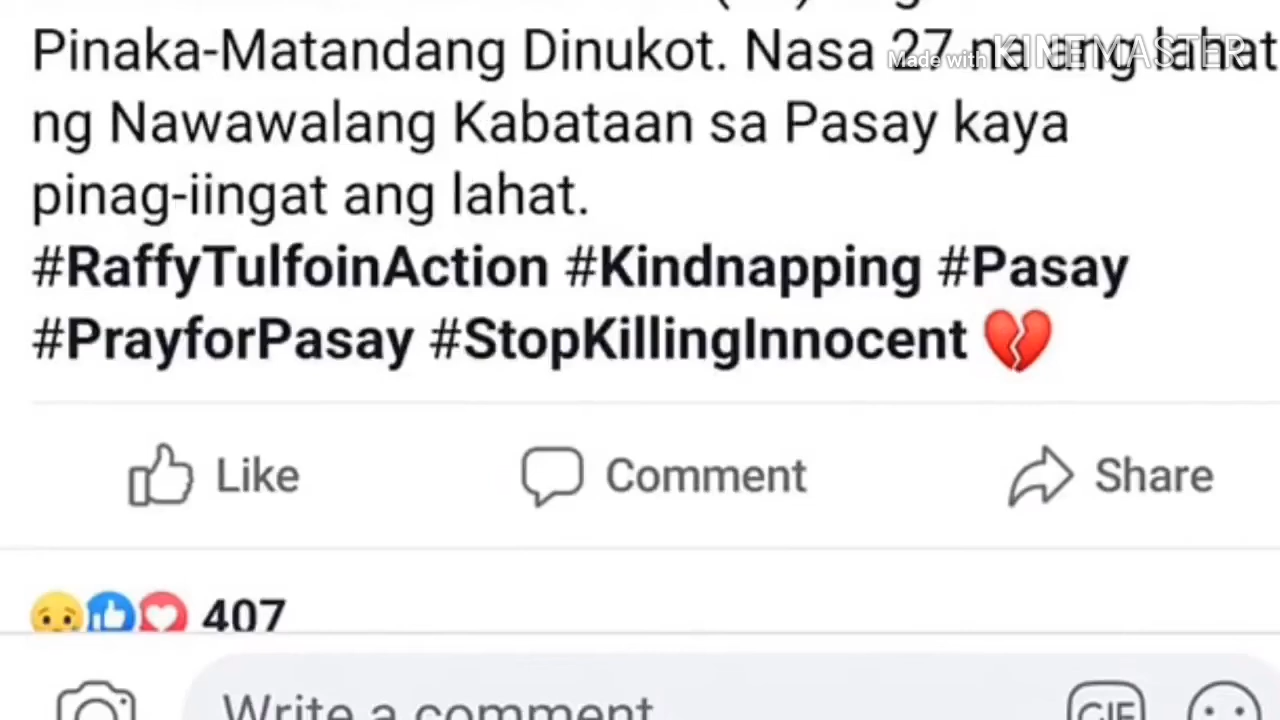 Pinaka-Matandang Dinukot. Nasa 27 na ang lahat
Made with KINEMASTER
ng Nawawalang Kabataan sa Pasay kaya
pinag-iingat ang lahat.
#RaffyTulfoinAction #Kindnapping #Pasay
#PrayforPasay #StopKillingInnocent
Like
Comment
Share
407
Write a comment
GIF